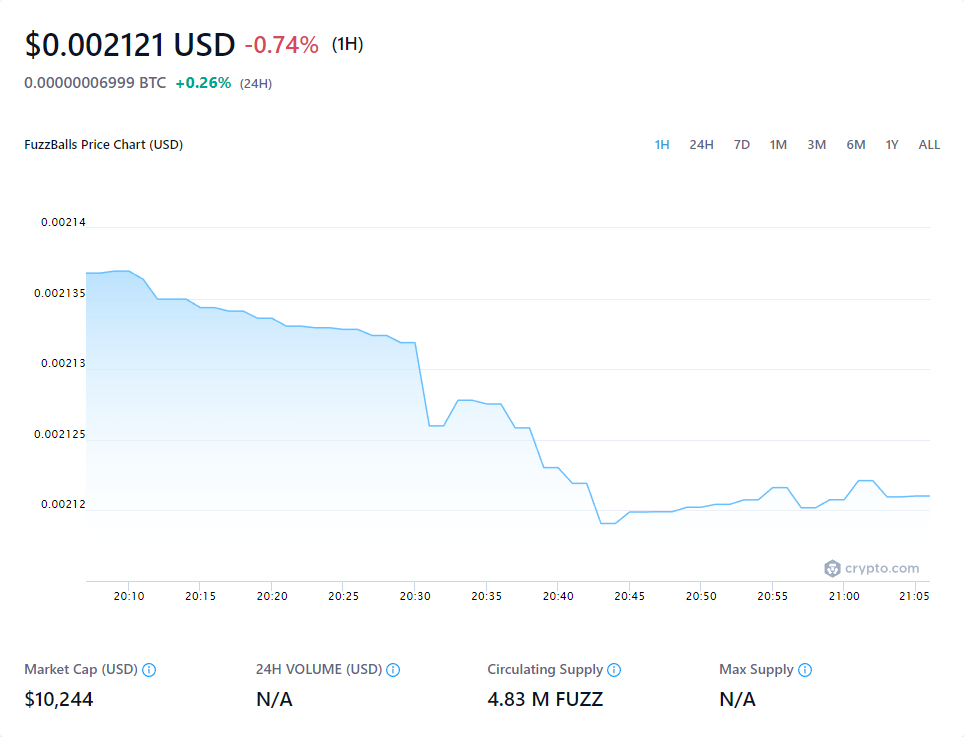 $0.002121 USD -0.74% (1H)
0.00000006999 BTC +0.26% (24H)
FuzzBalls Price Chart (USD) 1H 24H 7D 1M 3M 6M 1Y ALL
0.00214
0.002135
0.00213
0.002125
0.00212
crypto.com
20:10 20:15 20:20 20:25 20:30 20:35 20:40 20:45 20:50 20:55 21:00 21:05
Market Cap (USD) 24H VOLUME (USD) Circulating Supply Max Supply
$10,244 N/A 4.83 M FUZZ N/A